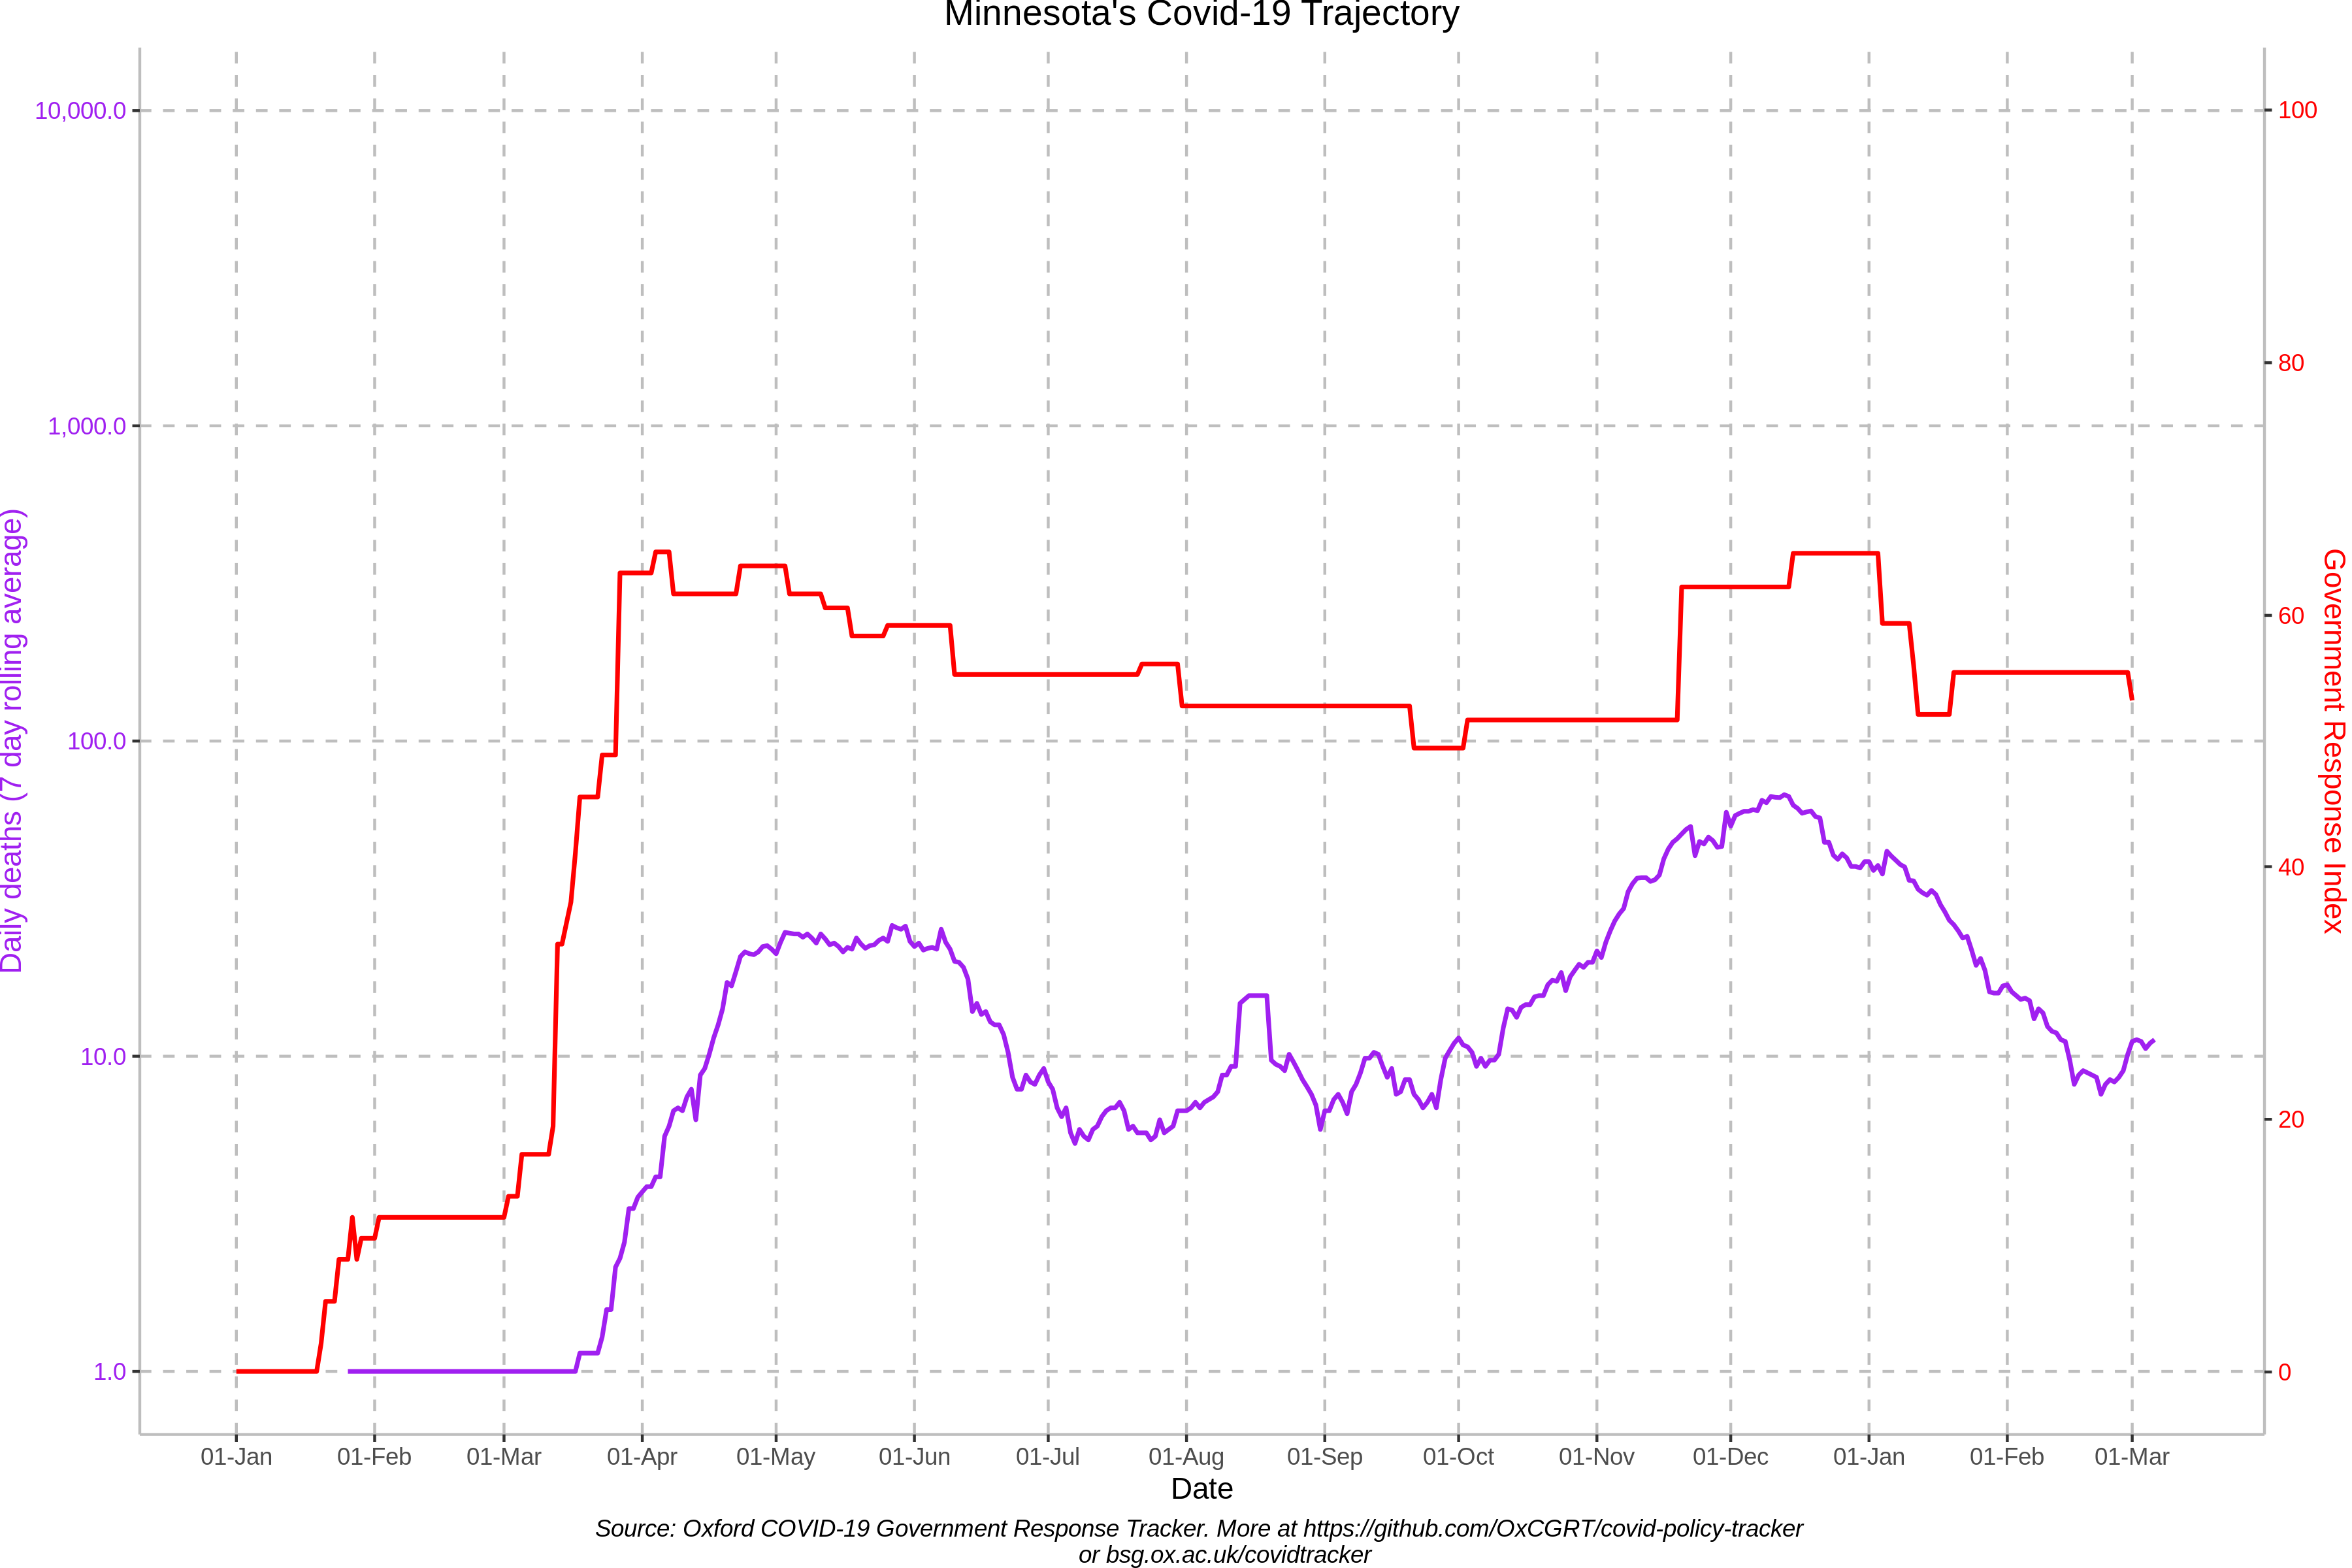 Minnesota's Covid-19 Trajectory
10,000.0
1,000.0
100.0
10.0
1.0
Daily deaths (7 day rolling average)
100
80
60
40
20
0
Government Response Index
01-Jan 01-Feb 01-Mar 01-Apr 01-May 01-Jun 01-Jul 01-Aug 01-Sep 01-Oct 01-Nov 01-Dec 01-Jan 01-Feb 01-Mar
Date
Source: Oxford COVID-19 Government Response Tracker. More at https://github.com/OxCGRT/covid-policy-tracker
or bsg.ox.ac.uk/covidtracker